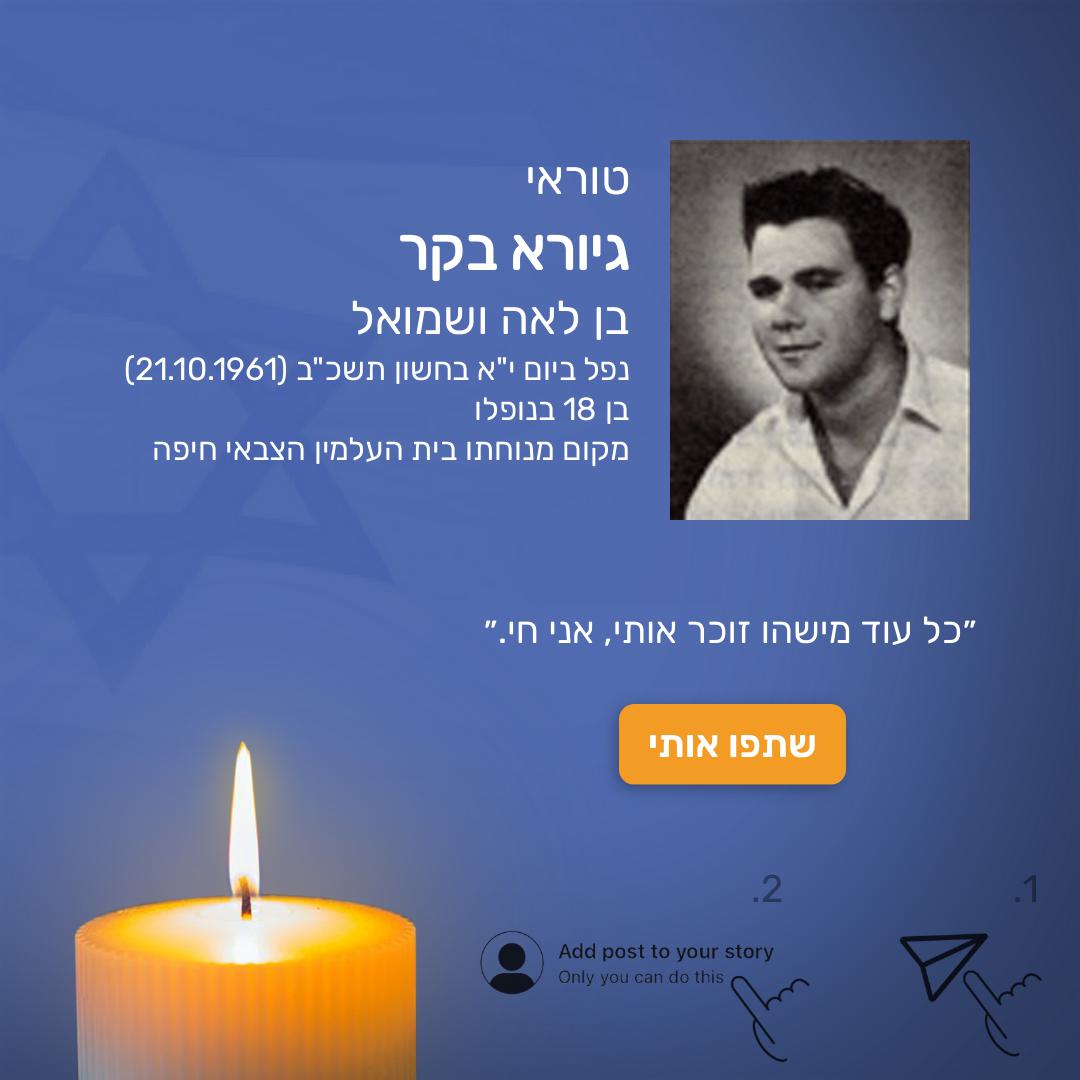 טוראי
גיורא בקר
בן לאה ושמואל
נפל ביום י"א בחשון תשכ"ב (21.10.1961)
בן 18 בנופלו
מקום מנוחתו בית העלמין הצבאי חיפה
״כל עוד מישהו זוכר אותי, אני חי.״
שתפו אותי
1.
2.
Add post to your story
Only you can do this